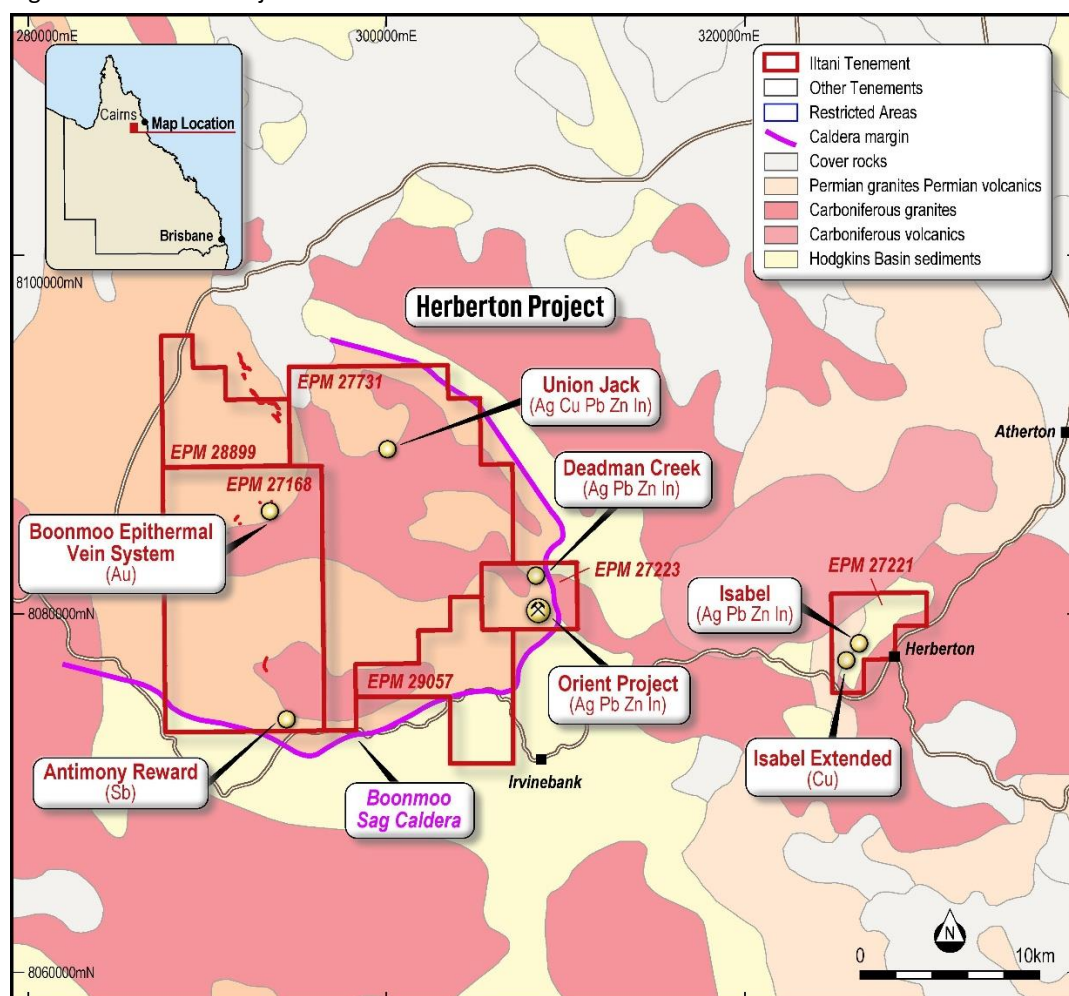 280000mE
300000mE
320000mE
Cairns
Map Location
Brisbane
Iltani Tenement
Other Tenements
Restricted Areas
Caldera margin
Cover rocks
Permian granites Permian volcanics
Carboniferous granites
Carboniferous volcanics
Hodgkins Basin sediments
8100000mN
Herberton Project
EPM 27731
Union Jack
(Ag Cu Pb Zn In)
Atherton
EPM 28899
Deadman Creek
(Ag Pb Zn In)
EPM 27168
Boonmoo Epithermal
Vein System
(Au)
EPM 27223
EPM 27221
Isabel
(Ag Pb Zn In)
8080000mN
Herberton
EPM 29057
Orient Project
(Ag Pb Zn In)
Antimony Reward
(Sb)
Irvinebank
Isabel Extended
(Cu)
Boonmoo
Sag Caldera
N
0
10km
8060000mN